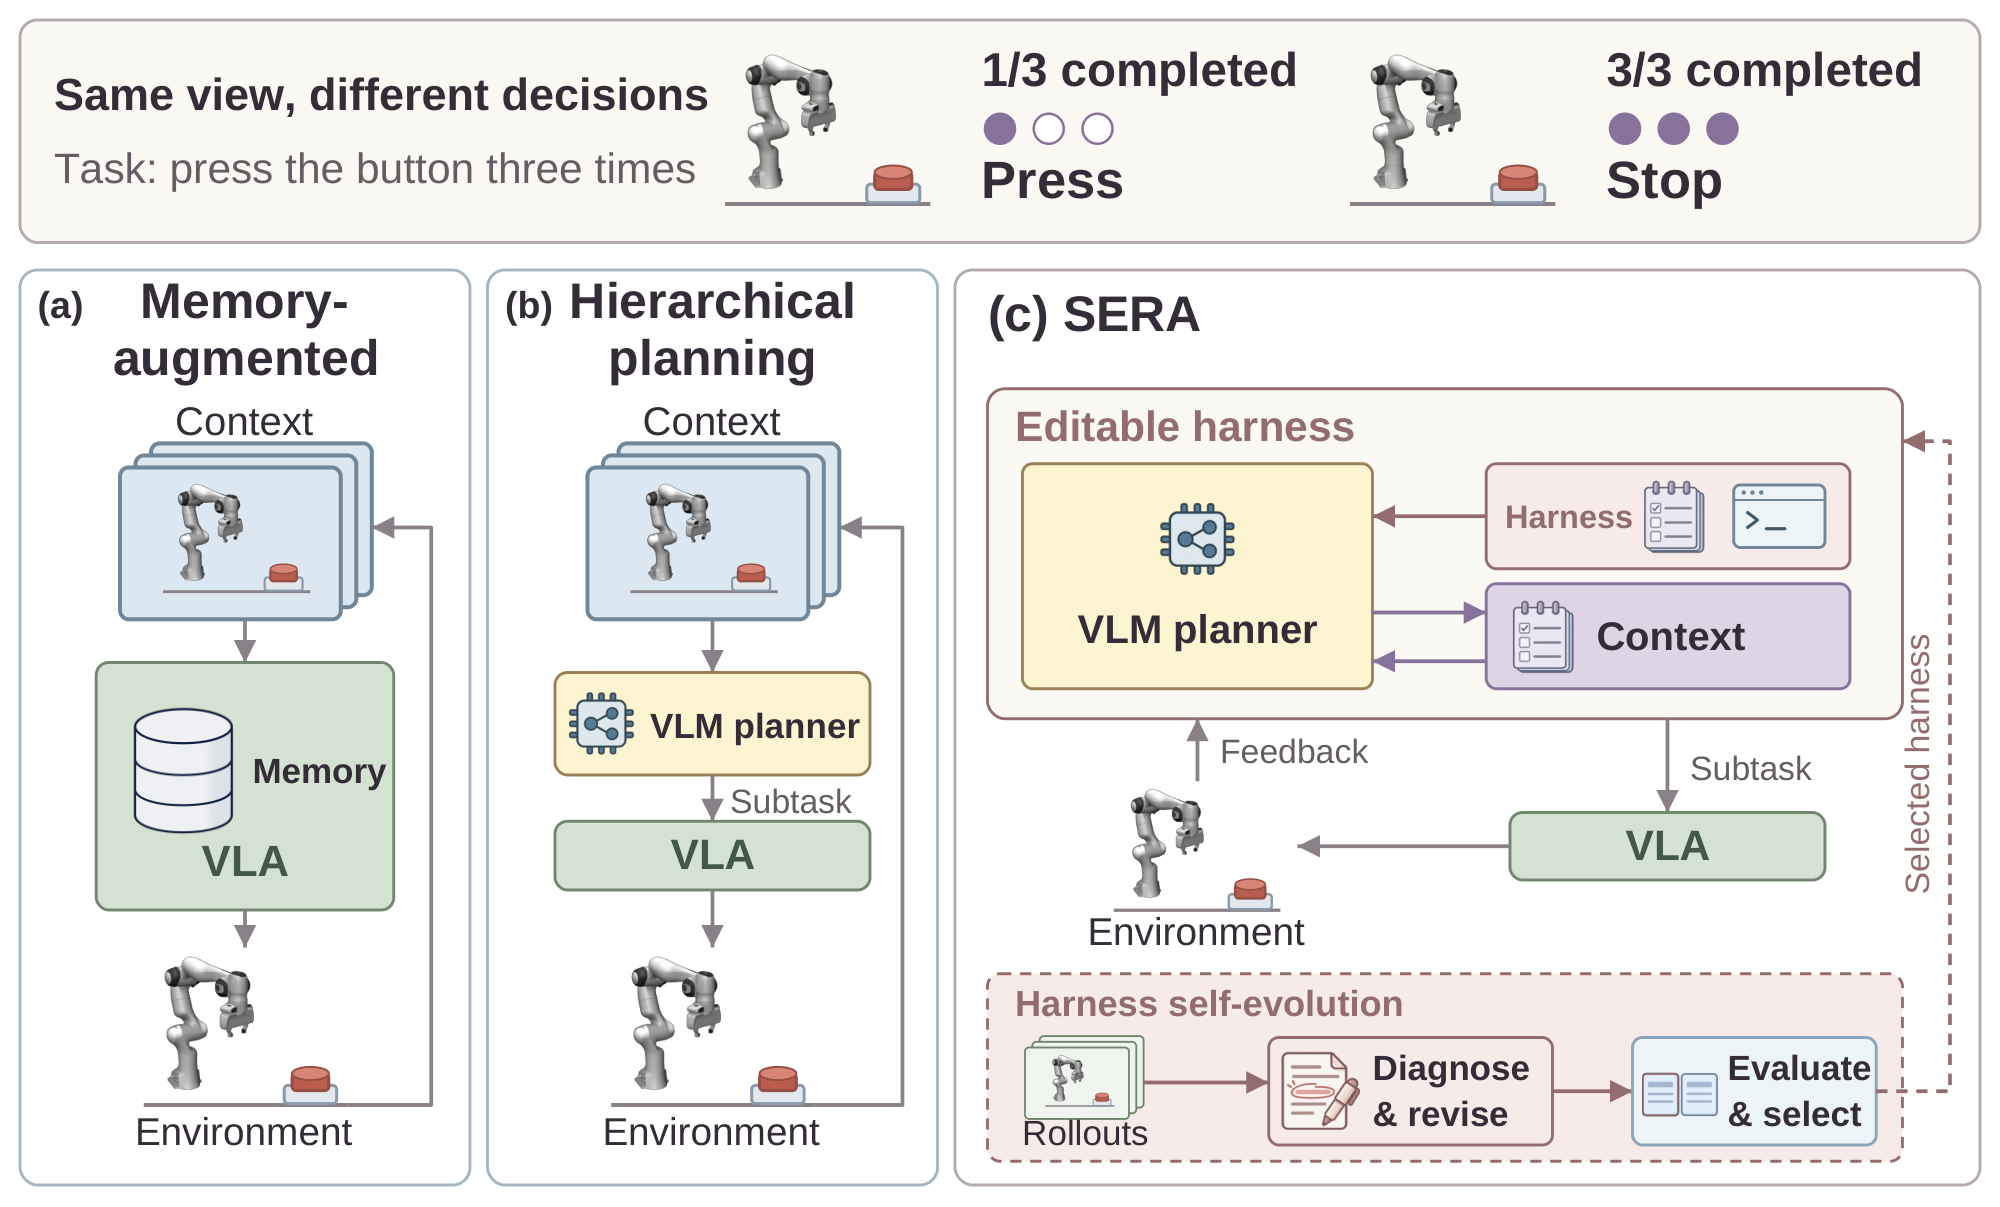 Same view, different decisions
Task: press the button three times
1/3 completed
Press
3/3 completed
Stop
(a) Memory-
augmented
Context
Memory
VLA
Environment
(b) Hierarchical
planning
Context
VLM planner
Subtask
VLA
Environment
(c) SERA
Editable harness
VLM planner
Harness
Context
Feedback
Subtask
VLA
Environment
Selected harness
Harness self-evolution
Rollouts
Diagnose
& revise
Evaluate
& select